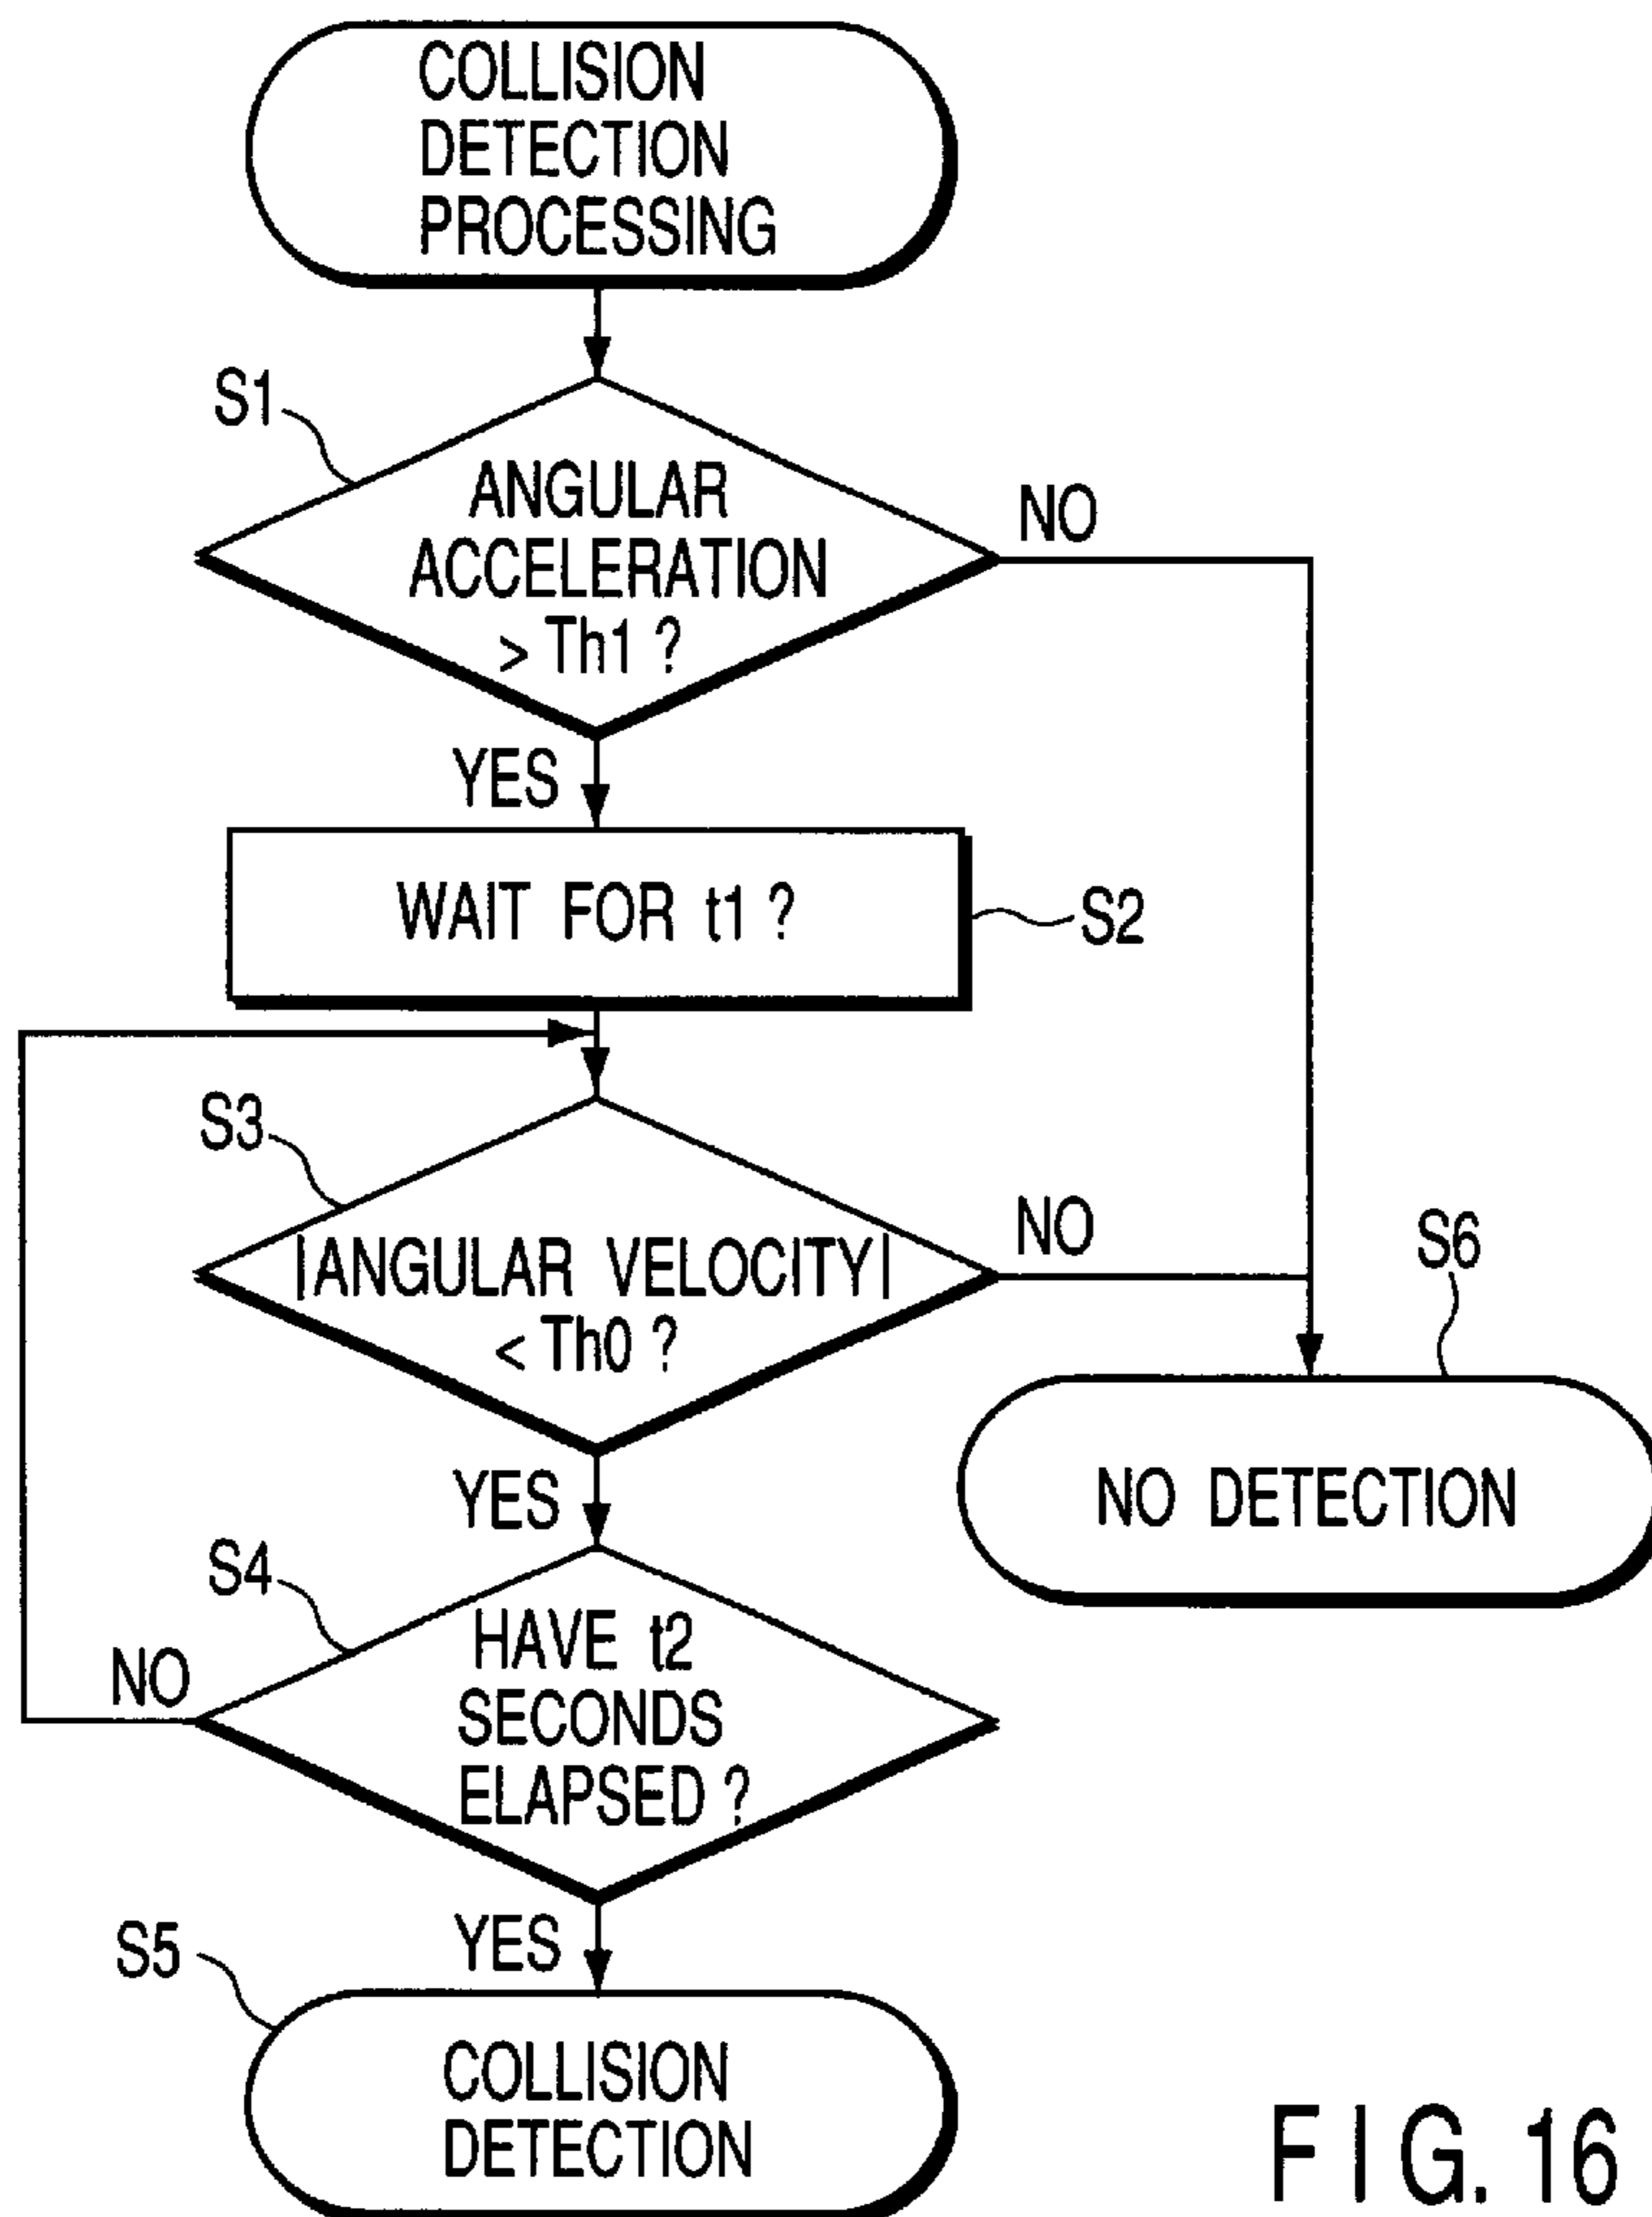 COLLISION
DETECTION
PROCESSING
S1
ANGULAR
ACCELERATION
> Th1 ?
NO
YES
WAIT FOR t1 ?
S2
S3
|ANGULAR VELOCITY|
< Th0 ?
NO
S6
YES
NO DETECTION
S4
HAVE t2
SECONDS
ELAPSED ?
NO
YES
S5
COLLISION
DETECTION
FIG. 16